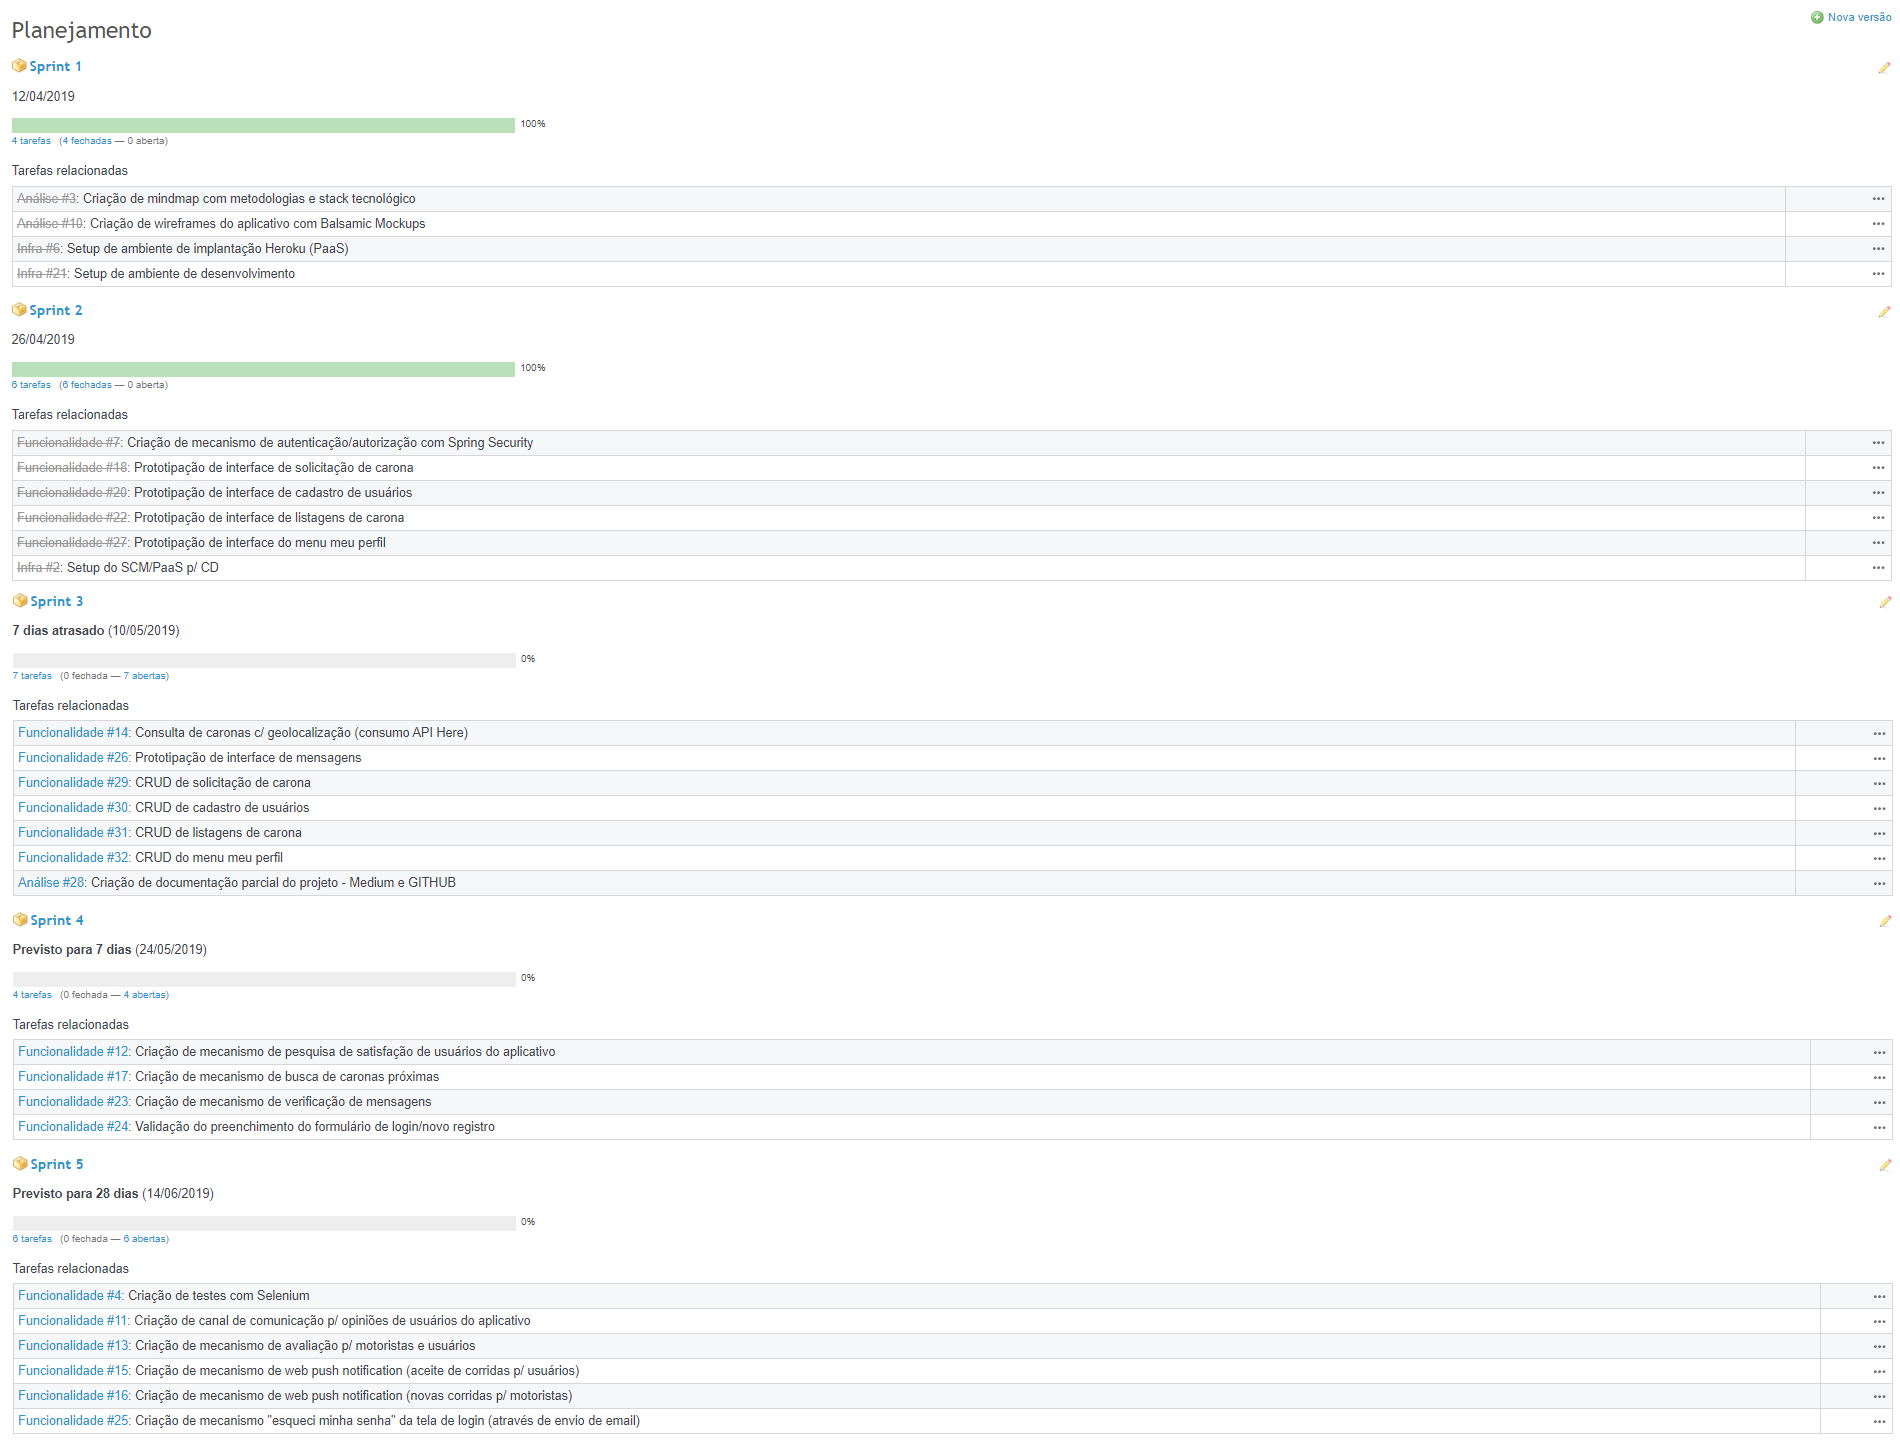 Planejamento
Nova versão
Sprint 1
12/04/2019
100%
4 tarefas (4 fechadas — 0 aberta)
Tarefas relacionadas
Análise #3: Criação de mindmap com metodologias e stack tecnológico
Análise #10: Criação de wireframes do aplicativo com Balsamic Mockups
Infra #6: Setup de ambiente de implantação Heroku (PaaS)
Infra #21: Setup de ambiente de desenvolvimento
Sprint 2
26/04/2019
100%
6 tarefas (6 fechadas — 0 aberta)
Tarefas relacionadas
Funcionalidade #7: Criação de mecanismo de autenticação/autorização com Spring Security
Funcionalidade #18: Prototipação de interface de solicitação de carona
Funcionalidade #20: Prototipação de interface de cadastro de usuários
Funcionalidade #22: Prototipação de interface de listagens de carona
Funcionalidade #27: Prototipação de interface do menu meu perfil
Infra #2: Setup do SCM/PaaS p/ CD
Sprint 3
7 dias atrasado (10/05/2019)
0%
7 tarefas (0 fechada — 7 abertas)
Tarefas relacionadas
Funcionalidade #14: Consulta de caronas c/ geolocalização (consumo API Here)
Funcionalidade #26: Prototipação de interface de mensagens
Funcionalidade #29: CRUD de solicitação de carona
Funcionalidade #30: CRUD de cadastro de usuários
Funcionalidade #31: CRUD de listagens de carona
Funcionalidade #32: CRUD do menu meu perfil
Análise #28: Criação de documentação parcial do projeto - Medium e GITHUB
Sprint 4
Previsto para 7 dias (24/05/2019)
0%
4 tarefas (0 fechada — 4 abertas)
Tarefas relacionadas
Funcionalidade #12: Criação de mecanismo de pesquisa de satisfação de usuários do aplicativo
Funcionalidade #17: Criação de mecanismo de busca de caronas próximas
Funcionalidade #23: Criação de mecanismo de verificação de mensagens
Funcionalidade #24: Validação do preenchimento do formulário de login/novo registro
Sprint 5
Previsto para 28 dias (14/06/2019)
0%
6 tarefas (0 fechada — 6 abertas)
Tarefas relacionadas
Funcionalidade #4: Criação de testes com Selenium
Funcionalidade #11: Criação de canal de comunicação p/ opiniões de usuários do aplicativo
Funcionalidade #13: Criação de mecanismo de avaliação p/ motoristas e usuários
Funcionalidade #15: Criação de mecanismo de web push notification (aceite de corridas p/ usuários)
Funcionalidade #16: Criação de mecanismo de web push notification (novas corridas p/ motoristas)
Funcionalidade #25: Criação de mecanismo "esqueci minha senha" da tela de login (através de envio de email)